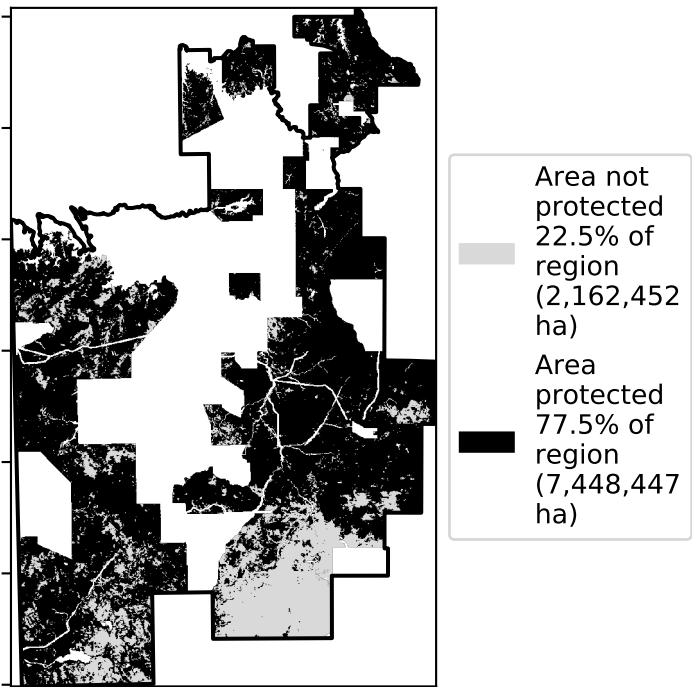 Area not
protected
22.5% of
region
(2,162,452
ha)
Area
protected
77.5% of
region
(7,448,447
ha)